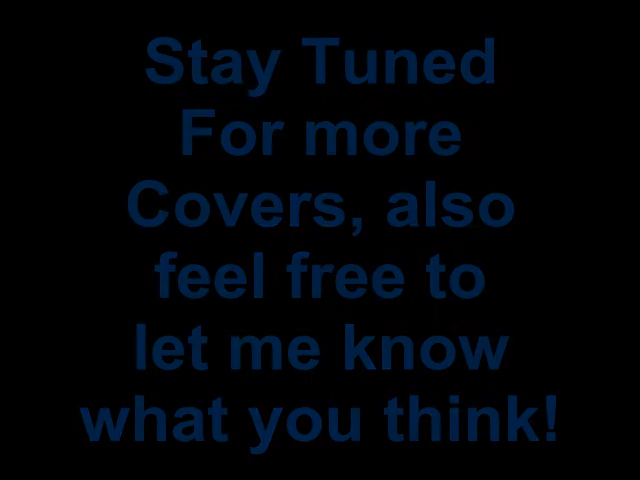 Stay Tuned
For more
Covers, also
feel free to
let me know
what you think!